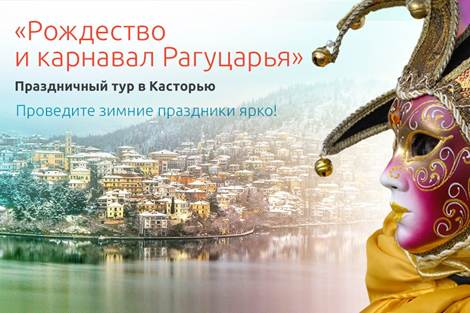 «Рождество
и карнавал Рагуцарья»
Праздничный тур в Касторью
Проведите зимние праздники ярко!